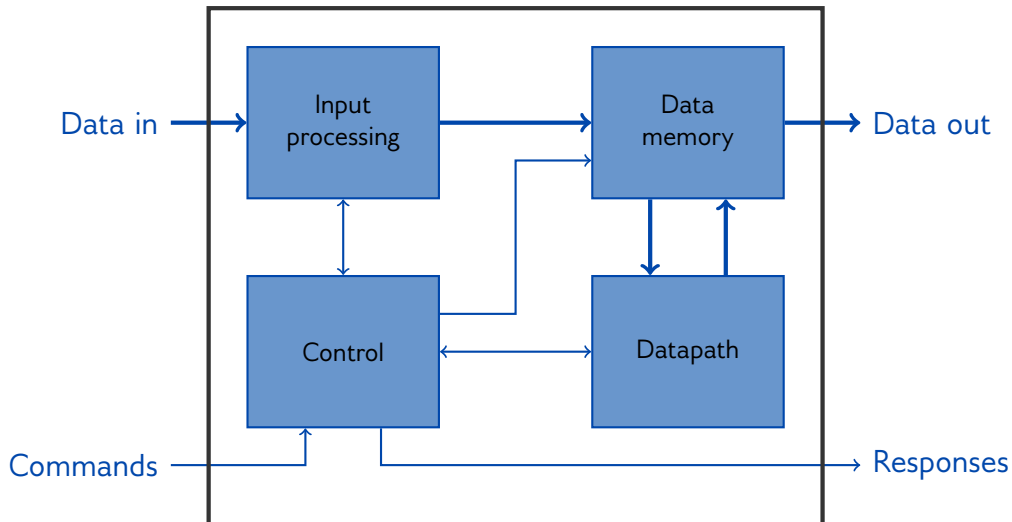 Data in
Input
processing
Data
memory
Data out
Control
Datapath
Commands
Responses